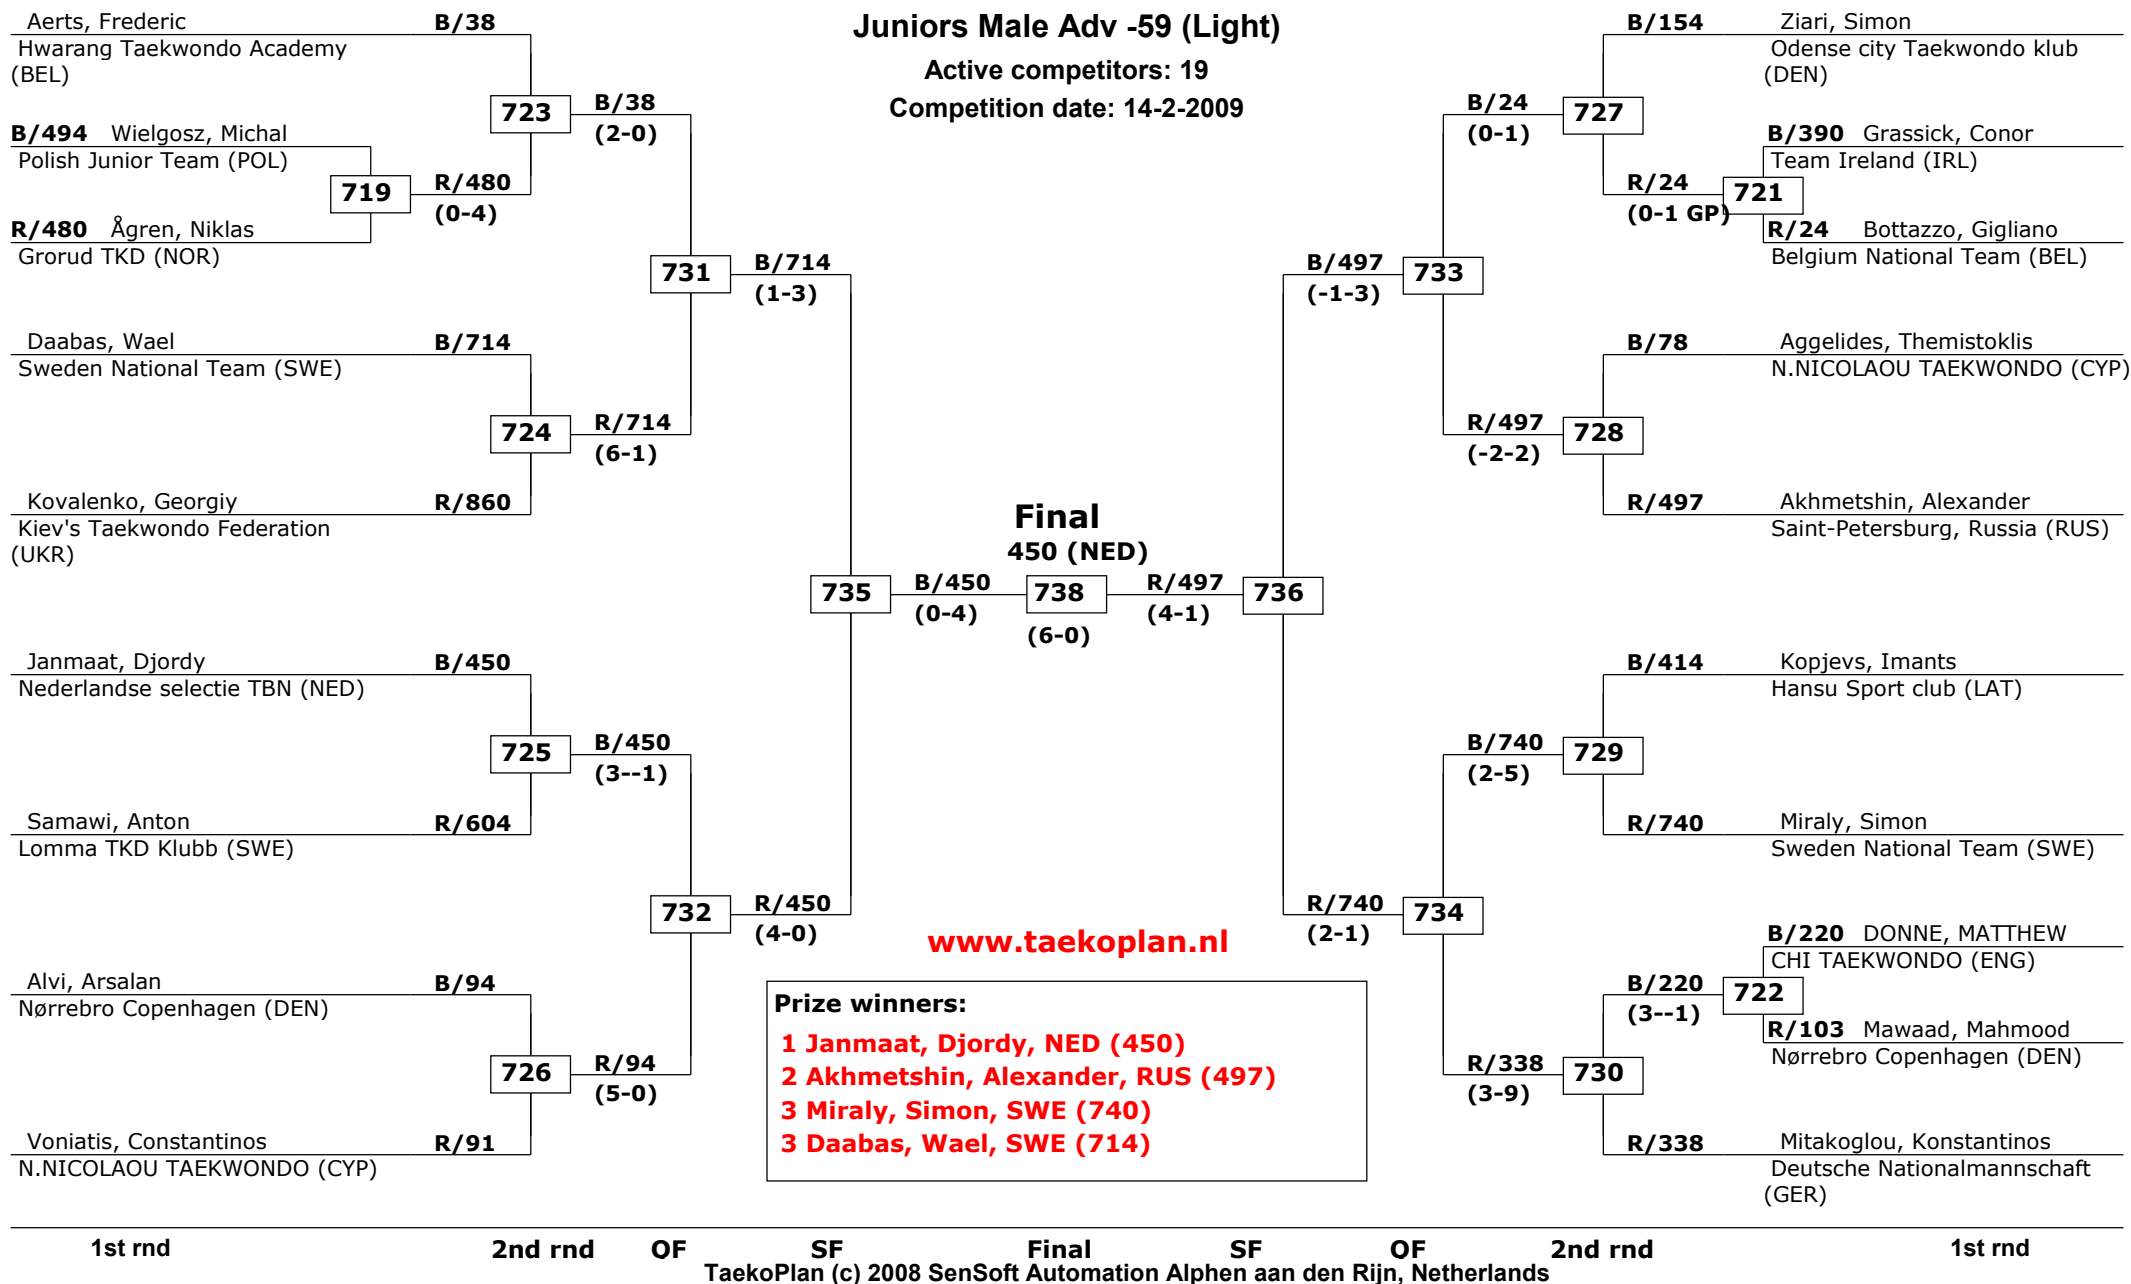 Juniors Male Adv -59 (Light)
Active competitors: 19
Competition date: 14-2-2009
Aerts, Frederic
B/38
Hwarang Taekwondo Academy
(BEL)
723
B/38
(2-0)
B/494 Wielgosz, Michal
Polish Junior Team (POL)
719
R/480
(0-4)
R/480 Ågren, Niklas
Grorud TKD (NOR)
731
B/714
(1-3)
Daabas, Wael
B/714
Sweden National Team (SWE)
724
R/714
(6-1)
Kovalenko, Georgiy
R/860
Kiev's Taekwondo Federation
(UKR)
735
B/450
(0-4)
Janmaat, Djordy
B/450
Nederlandse selectie TBN (NED)
725
B/450
(3--1)
Samawi, Anton
R/604
Lomma TKD Klubb (SWE)
732
R/450
(4-0)
Alvi, Arsalan
B/94
Nørrebro Copenhagen (DEN)
726
R/94
(5-0)
Voniatis, Constantinos
R/91
N.NICOLAOU TAEKWONDO (CYP)
Final
450 (NED)
738
(6-0)
R/497
(4-1)
736
B/154
Ziari, Simon
Odense city Taekwondo klub
(DEN)
B/24
(0-1)
727
B/390 Grassick, Conor
Team Ireland (IRL)
R/24
(0-1 GP)
721
R/24 Bottazzo, Gigliano
Belgium National Team (BEL)
B/497
(-1-3)
733
B/78
Aggelides, Themistoklis
N.NICOLAOU TAEKWONDO (CYP)
R/497
(-2-2)
728
R/497
Akhmetshin, Alexander
Saint-Petersburg, Russia (RUS)
B/414
Kopjevs, Imants
Hansu Sport club (LAT)
B/740
(2-5)
729
R/740
Miraly, Simon
Sweden National Team (SWE)
R/740
(2-1)
734
B/220 DONNE, MATTHEW
CHI TAEKWONDO (ENG)
B/220
(3--1)
722
R/103 Mawaad, Mahmood
Nørrebro Copenhagen (DEN)
R/338
(3-9)
730
R/338
Mitakoglou, Konstantinos
Deutsche Nationalmannschaft
(GER)
www.taekoplan.nl
Prize winners:
1 Janmaat, Djordy, NED (450)
2 Akhmetshin, Alexander, RUS (497)
3 Miraly, Simon, SWE (740)
3 Daabas, Wael, SWE (714)
1st rnd 2nd rnd QF SF Final SF QF 2nd rnd 1st rnd
TaekoPlan (c) 2008 SenSoft Automation Alphen aan den Rijn, Netherlands